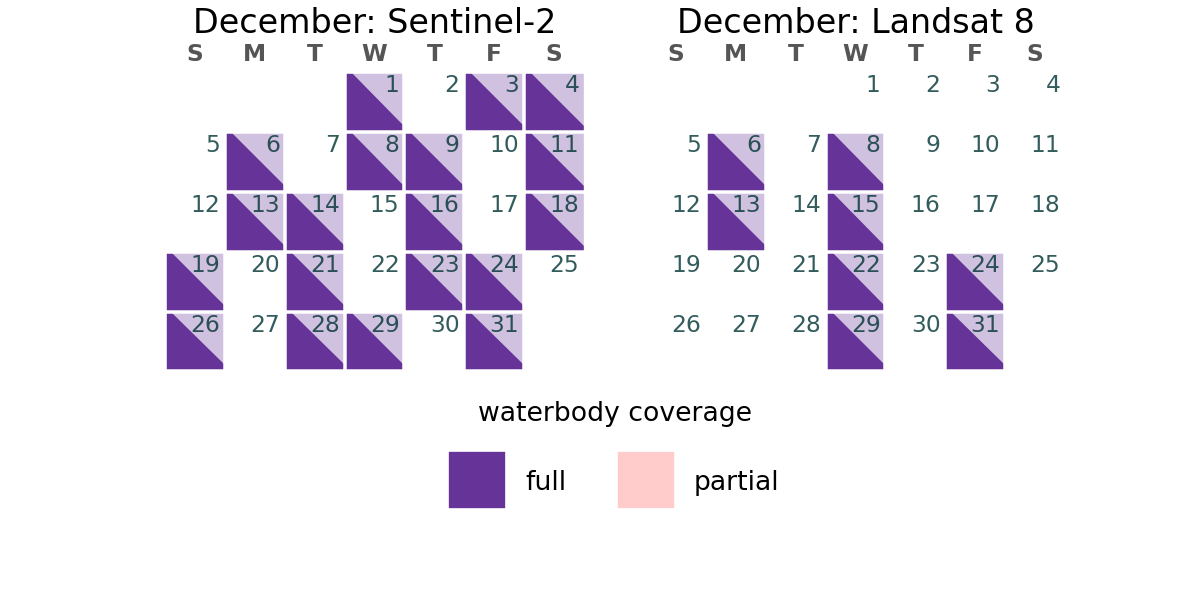 December: Sentinel-2
S M T W T F S
1 2 3 4
5 6 7 8 9 10 11
12 13 14 15 16 17 18
19 20 21 22 23 24 25
26 27 28 29 30 31
December: Landsat 8
S M T W T F S
1 2 3 4
5 6 7 8 9 10 11
12 13 14 15 16 17 18
19 20 21 22 23 24 25
26 27 28 29 30 31
waterbody coverage
full partial